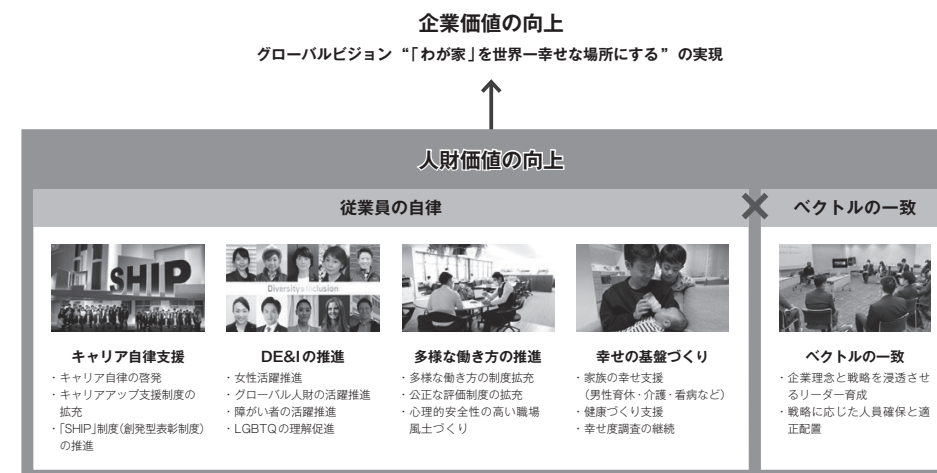 企業価値の向上
グローバルビジョン “「わが家」を世界一幸せな場所にする” の実現
人財価値の向上
従業員の自律
ベクトルの一致
SHIP
Diversity&Inclusion
キャリア自律支援
・キャリア自律の啓発
・キャリアアップ支援制度の
拡充
・「SHIP」制度(創発型表彰制度)
の推進
DE&Iの推進
・女性活躍推進
・グローバル人財の活躍推進
・障がい者の活躍推進
・LGBTQの理解促進
多様な働き方の推進
・多様な働き方の制度拡充
・公正な評価制度の拡充
・心理的安全性の高い職場
風土づくり
幸せの基盤づくり
・家族の幸せ支援
(男性育休・介護・看病など)
・健康づくり支援
・幸せ度調査の継続
ベクトルの一致
・企業理念と戦略を浸透させ
るリーダー育成
・戦略に応じた人員確保と適
正配置